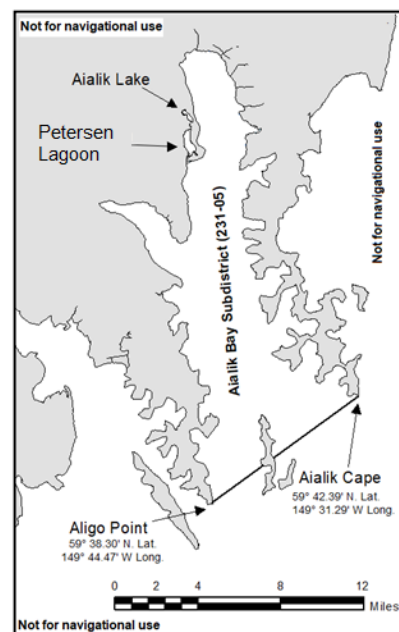 Not for navigational use
Aialik Lake
Petersen
Lagoon
Not for navigational use
Aialik Bay Subdistrict (231-05)
Aialik Cape
59° 42.39' N. Lat.
149° 31.29' W Long.
Aligo Point
59° 38.30' N. Lat.
149° 44.47' W Long.
0 2 4 8 12
Miles
Not for navigational use